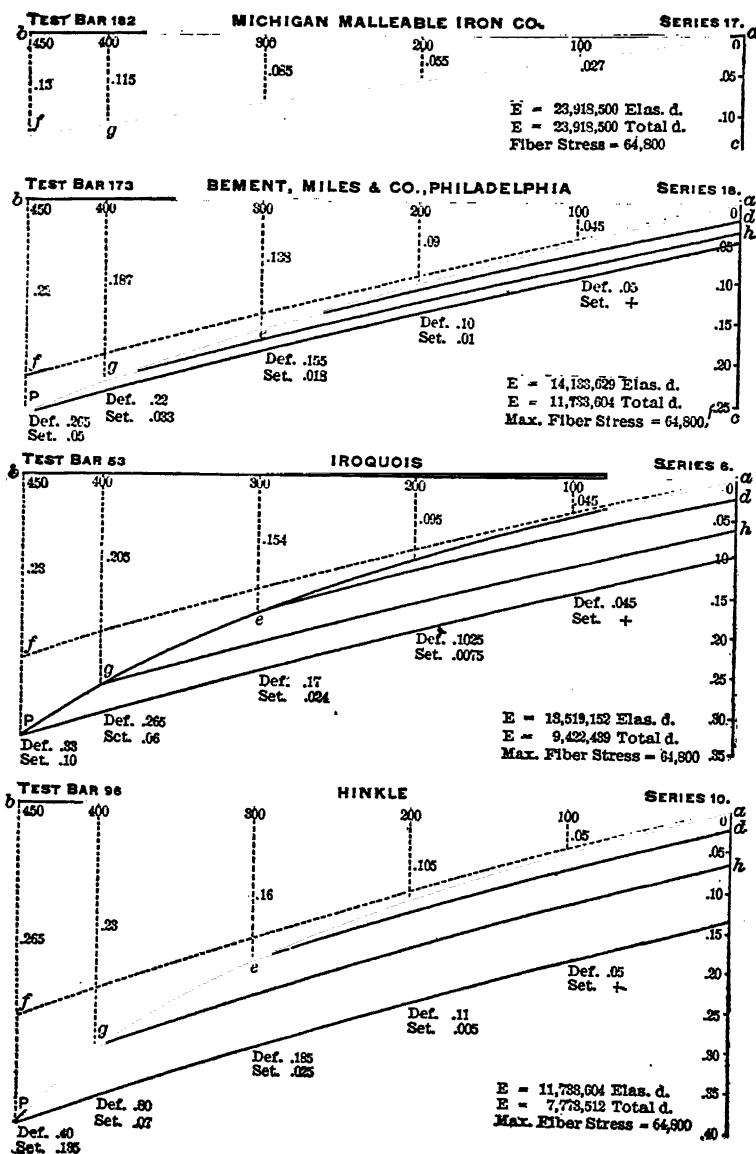 TEST BAR 182 MICHIGAN MALLEABLE IRON CO. SERIES 17.
b 450 400 300 200 100 0 a
.13 .115 .085 .055 .027 .05
f g .10
E = 23,918,500 Elas. d.
E = 23,918,500 Total d.
Fiber Stress = 64,800 c
TEST BAR 173 BEMENT, MILES & CO., PHILADELPHIA SERIES 18.
b 450 400 300 200 100 0 a
d
.045 h
.23 .187 .138 .09 .05
Def. .05 .10
Set. +
Def. .10 .15
Set. .01
e
Def. .155
Set. .018
f g .20
P
Def. .22
Set. .033
Def. .265
Set. .05
E = 14,133,629 Elas. d.
E = 11,733,604 Total d.
Max. Fiber Stress = 64,800 .25 c
TEST BAR 53 IROQUOIS SERIES 6.
b 450 400 300 200 100 0 a
.045 d
.28 .205 .154 .095 .05
h
.10
Def. .045 .15
Set. +
e
Def. .1025 .20
Set. .0075
f g
Def. .17 .25
Set. .024
P
Def. .265
Sct. .06
Def. .33
Set. .10
E = 13,519,152 Elas. d.
E = 9,422,439 Total d. .30
Max. Fiber Stress = 64,800 .35
TEST BAR 96 HINKLE SERIES 10.
b 450 400 300 200 100 0 a
d
.05 .05
h
.265 .23 .16 .105 .10
.15
e
Def. .05 .20
Set. +
f g
Def. .11 .25
Set. .005
Def. .185 .30
Set. .025
P
Def. .30
Set. .07
Def. .40
Set. .135
E = 11,733,604 Elas. d. .35
E = 7,773,512 Total d.
Max. Fiber Stress = 64,800 .40